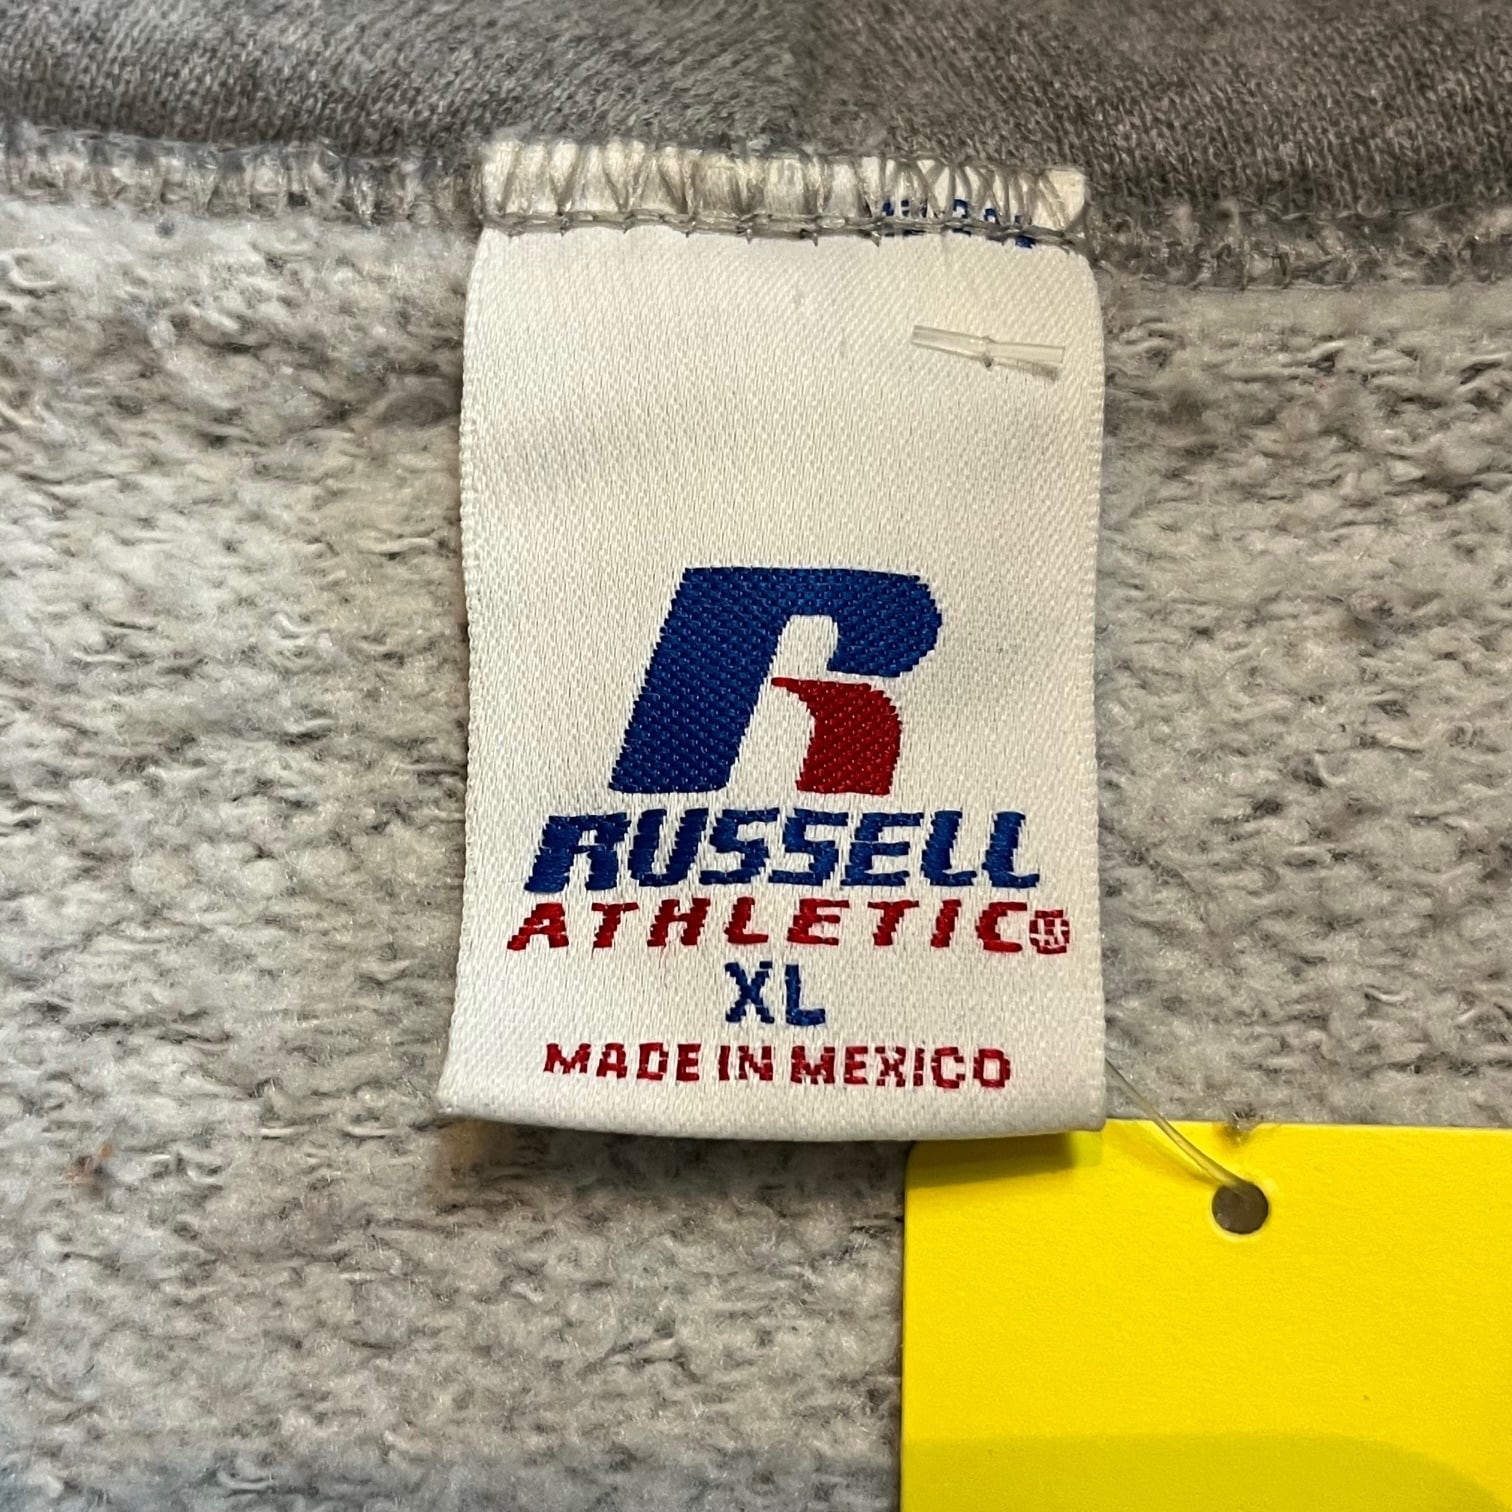 RUSSELL
ATHLETIC®
XL
MADE IN MEXICO